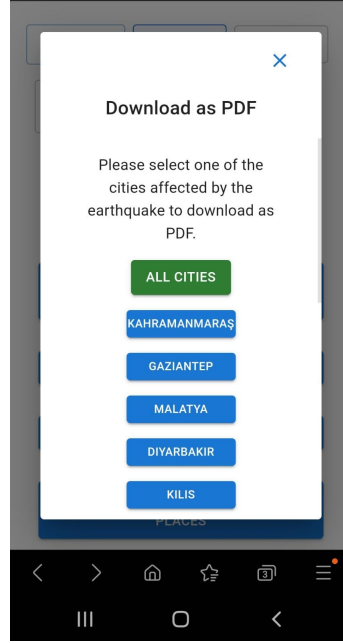 Download as PDF
Please select one of the
cities affected by the
earthquake to download as
PDF.
ALL CITIES
KAHRAMANMARAŞ
GAZIANTEP
MALATYA
DIYARBAKIR
KILIS
PLACES
3